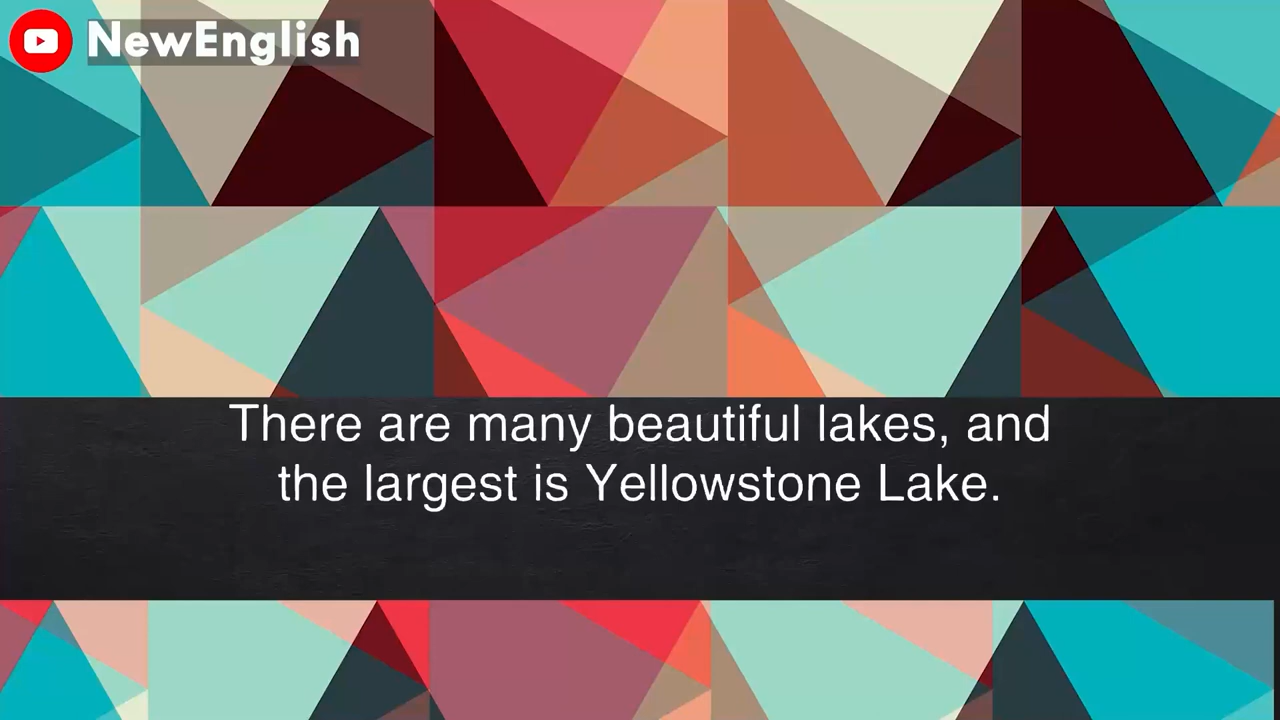 NewEnglish
There are many beautiful lakes, and
the largest is Yellowstone Lake.